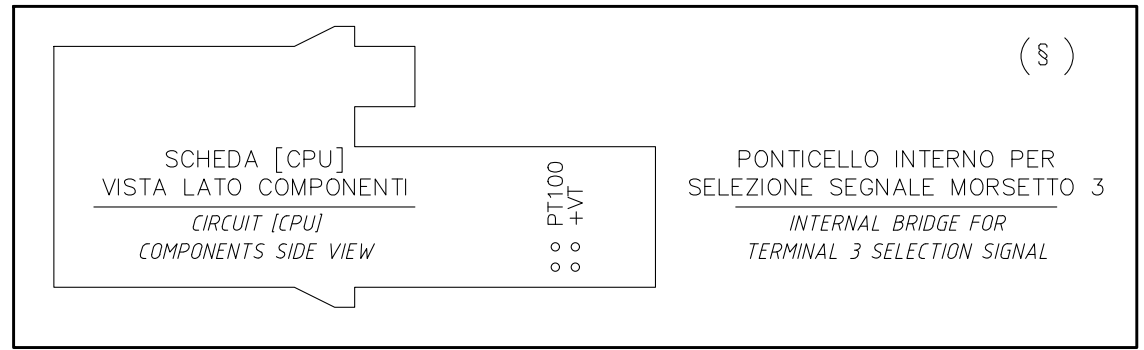 (§)
SCHEDA [CPU]
VISTA LATO COMPONENTI
CIRCUIT [CPU]
COMPONENTS SIDE VIEW
PT100
+VT
PONTICELLO INTERNO PER
SELEZIONE SEGNALE MORSETTO 3
INTERNAL BRIDGE FOR
TERMINAL 3 SELECTION SIGNAL